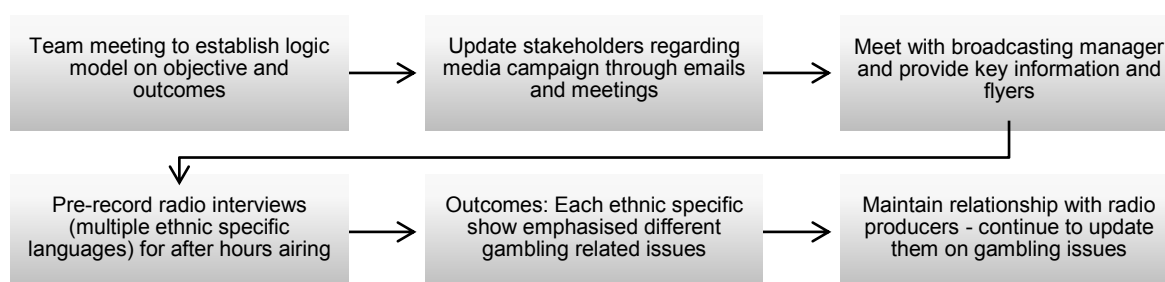 Team meeting to establish logic
model on objective and
outcomes
Update stakeholders regarding
media campaign through emails
and meetings
Meet with broadcasting manager
and provide key information and
flyers
Pre-record radio interviews
(multiple ethnic specific
languages) for after hours airing
Outcomes: Each ethnic specific
show emphasised different
gambling related issues
Maintain relationship with radio
producers - continue to update
them on gambling issues